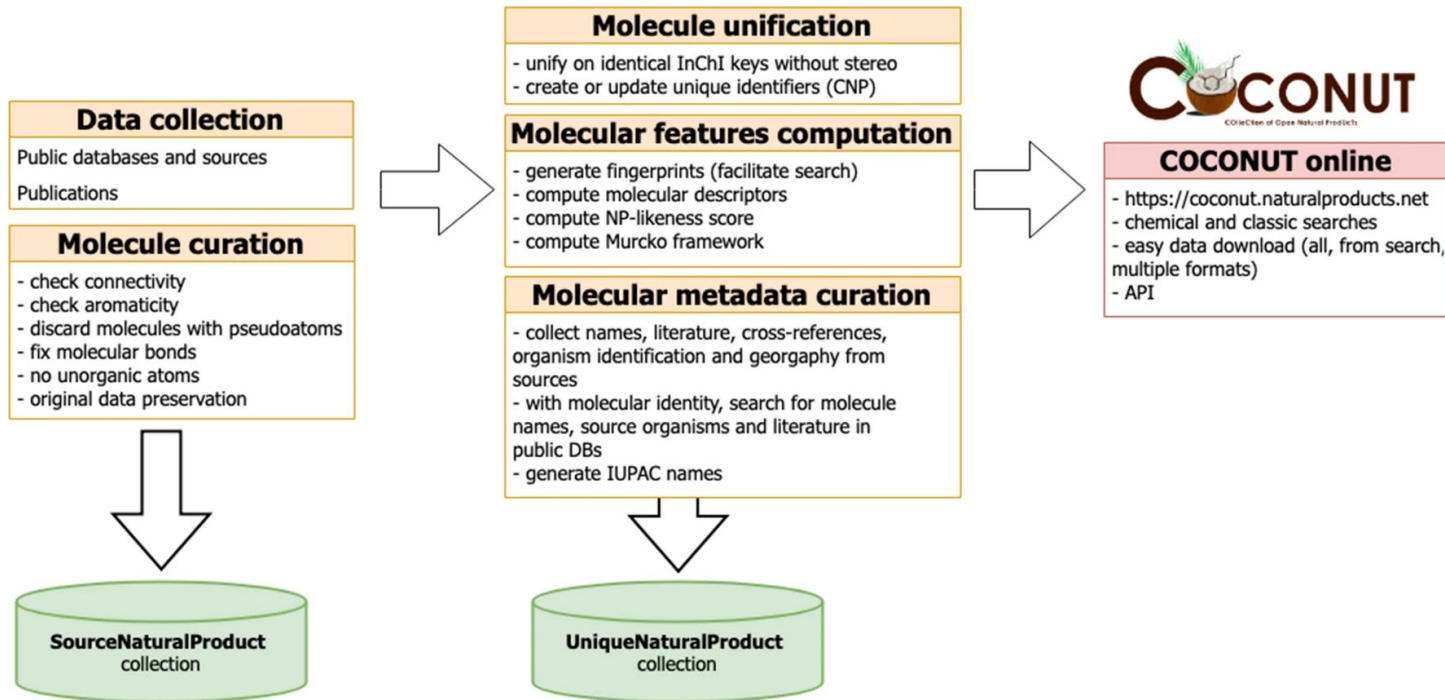 Data collection
Public databases and sources
Publications
Molecule curation
- check connectivity
- check aromaticity
- discard molecules with pseudoatoms
- fix molecular bonds
- no unorganic atoms
- original data preservation
SourceNaturalProduct
collection
Molecule unification
- unify on identical InChI keys without stereo
- create or update unique identifiers (CNP)
Molecular features computation
- generate fingerprints (facilitate search)
- compute molecular descriptors
- compute NP-likeness score
- compute Murcko framework
Molecular metadata curation
- collect names, literature, cross-references,
organism identification and georgaphy from
sources
- with molecular identity, search for molecule
names, source organisms and literature in
public DBs
- generate IUPAC names
UniqueNaturalProduct
collection
COCONUT
COlleCtion of Open Natural ProdUcTs
COCONUT online
- https://coconut.naturalproducts.net
- chemical and classic searches
- easy data download (all, from search,
multiple formats)
- API